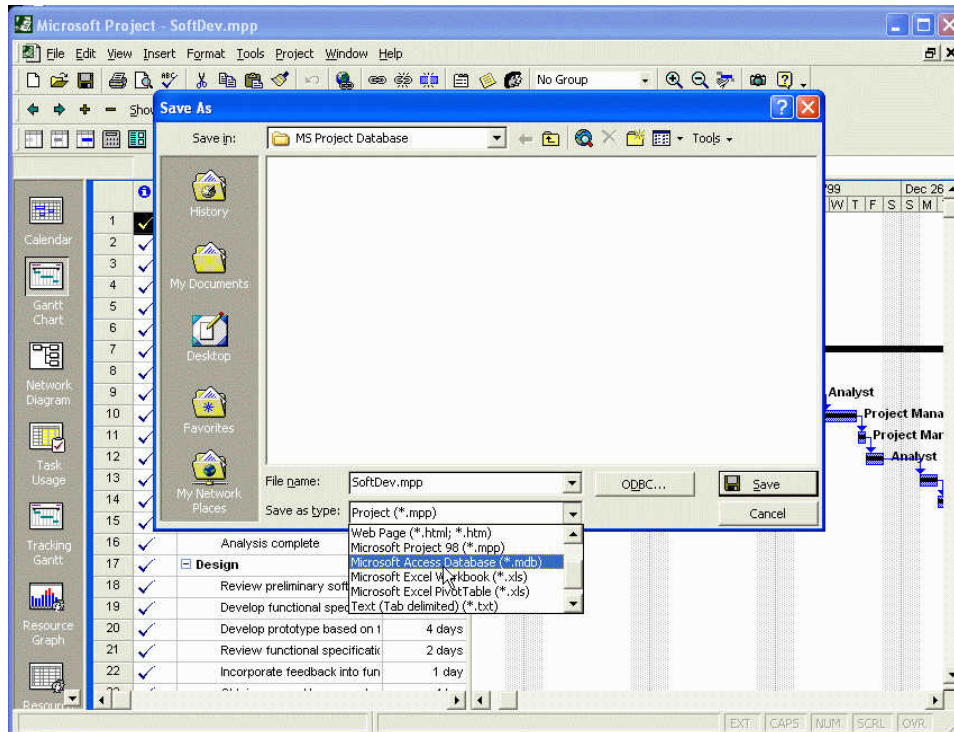 Microsoft Project - SoftDev.mpp
File Edit View Insert Format Tools Project Window Help
No Group
Save As
Save in: MS Project Database Tools
'99 Dec 26
W T F S S M
History
My Documents
Desktop
Favorites
My Network Places
File name: SoftDev.mpp ODBC... Save
Save as type: Project (*.mpp) Cancel
Web Page (*.html; *.htm)
Microsoft Project 98 (*.mpp)
Microsoft Access Database (*.mdb)
Microsoft Excel Workbook (*.xls)
Microsoft Excel PivotTable (*.xls)
Text (Tab delimited) (*.txt)
Calendar
Gantt Chart
Network Diagram
Task Usage
Tracking Gantt
Resource Graph
1
2
3
4
5
6
7
8
9
10
11
12
13
14
15
16 Analysis complete
17 Design
18 Review preliminary soft
19 Develop functional spec
20 Develop prototype based on 4 days
21 Review functional specificati 2 days
22 Incorporate feedback into fun 1 day
Analyst
Project Mana
Project Mar
Analyst
EXT CAPS NUM SCRL OVR